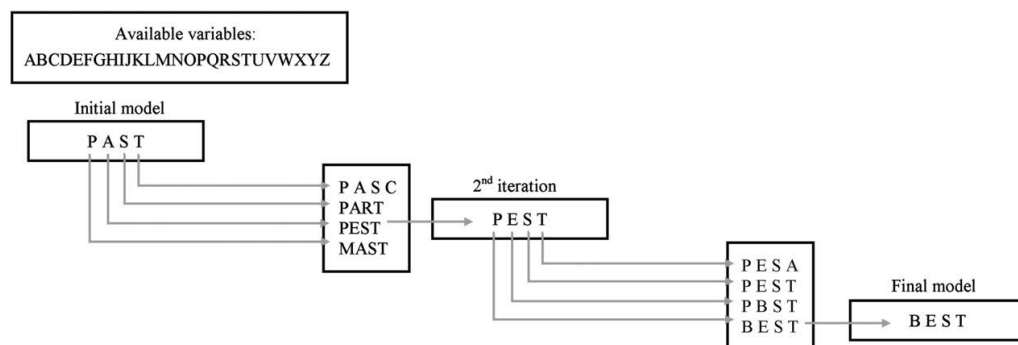 Available variables:
ABCDEFGHIJKLMNOPQRSTUVWXYZ
Initial model
P A S T
P A S C
PART
PEST
MAST
2nd iteration
P E S T
P E S A
P E S T
P B S T
B E S T
Final model
B E S T